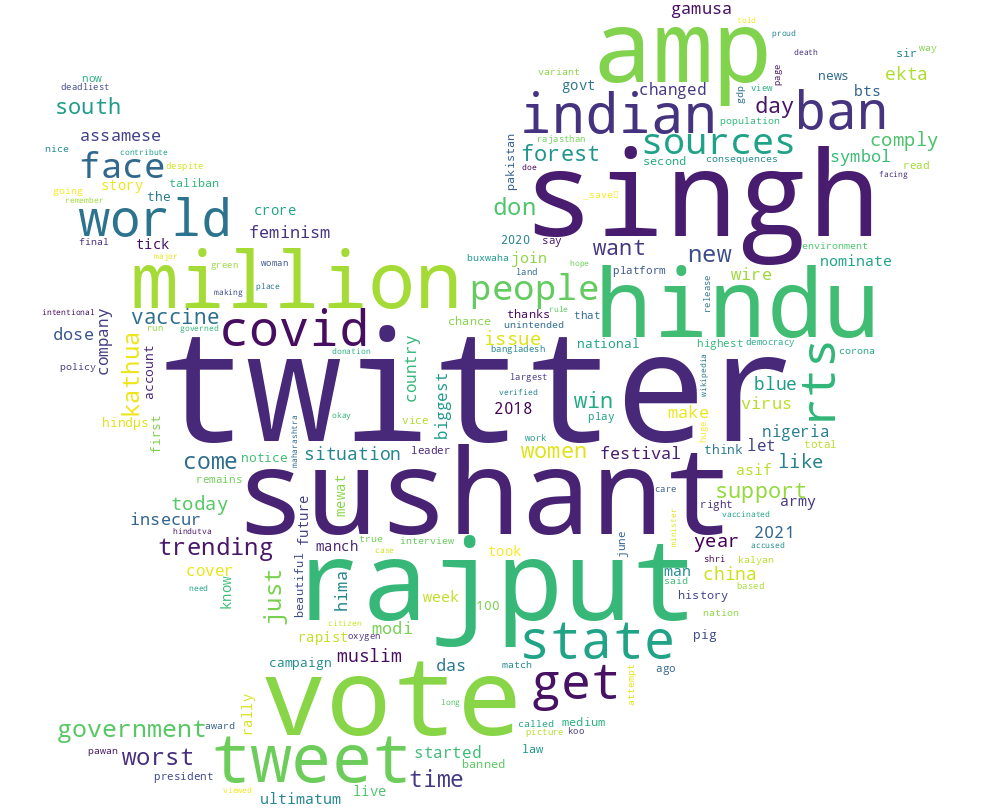 gamusa
told
amp
proud
death
way
sir
now
deadliest
variant
page
news
ekta
govt
changed
gdp
view
bts
south
indian
day
ban
population
assamese
rajasthan
sources
comply
nice
contribute
forest
second
consequences
symbol
read
face
despite
pakistan
doe
singh
facing
going
story
taliban
remember
the
don
crore
world
feminism
2020
say
want
new
environment
final
tick
buxwaha
join
nominate
major
green
woman
land
hope
platform
wire
million
people
hindu
making
place
release
intentional
vaccine
covid
chance
thanks
that
rule
unintended
dose
company
run
governed
issue
national
highest
democracy
rts
policy
account
kathua
donation
country
bangladesh
corona
twitter
largest
wikipedia
blue
biggest
verified
win
virus
hindps
first
okay
vice
2018
play
make
huge
nigeria
total
maharashtra
work
come
notice
situation
leader
women
festival
think
let
remains
mewat
sushant
asif
like
today
care
support
army
insecur
hindutva
future
right
vaccinated
2021
minister
trending
manch
true
interview
took
june
year
accused
case
rajput
shri
kalyan
cover
know
need
just
beautiful
hima
week
100
man
said
china
based
history
citizen
nation
rapist
oxygen
modi
state
pig
campaign
muslim
das
match
get
ago
attempt
vote
long
government
award
rally
called
medium
picture
koo
pawan
worst
tweet
started
banned
law
president
time
viewed
live
ultimatum